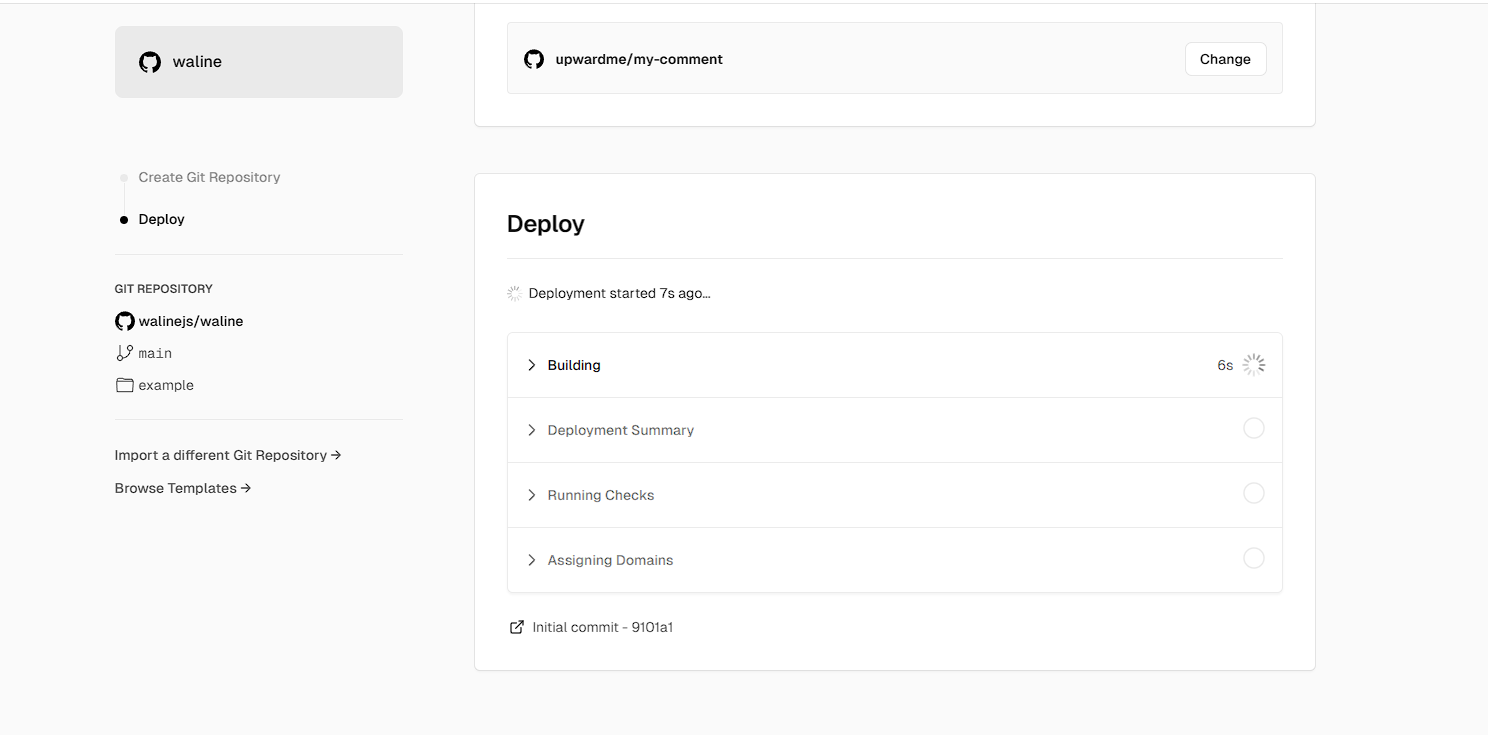 waline
Create Git Repository
Deploy
GIT REPOSITORY
walinejs/waline
main
example
Import a different Git Repository →
Browse Templates →
upwardme/my-comment
Change
Deploy
Deployment started 7s ago...
Building 6s
Deployment Summary
Running Checks
Assigning Domains
Initial commit - 9101a1